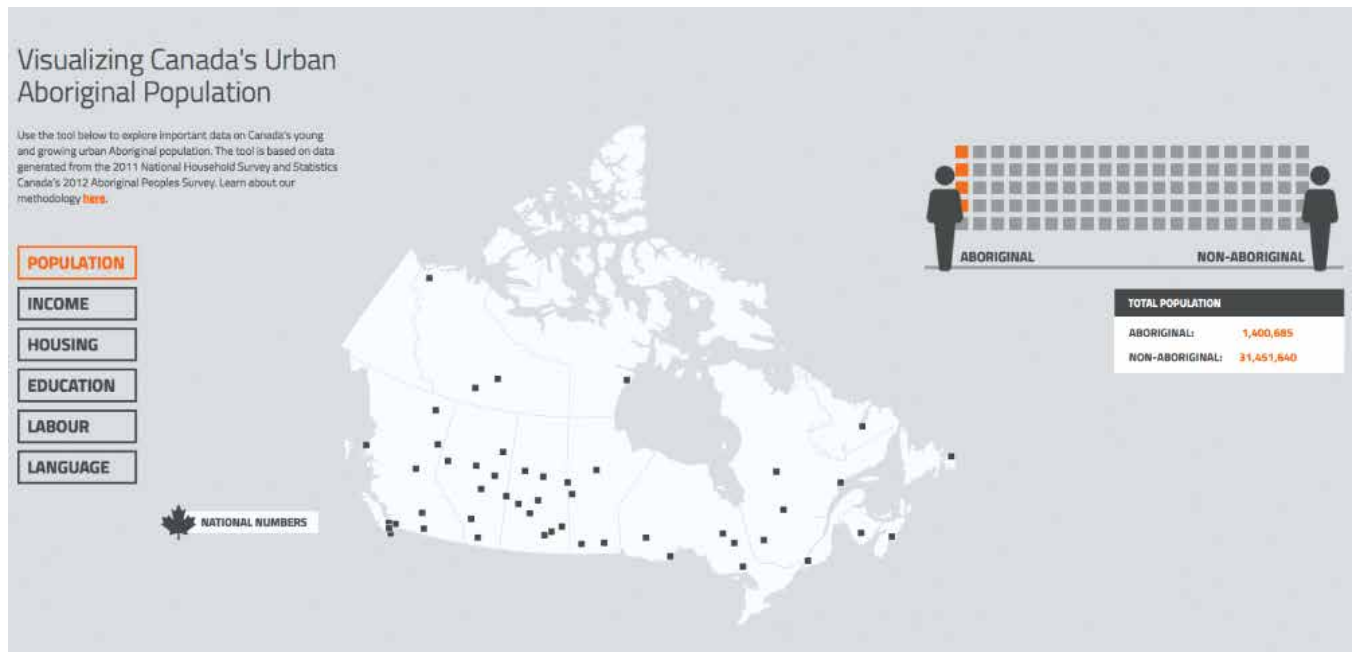 Visualizing Canada's Urban
Aboriginal Population
Use the tool below to explore important data on Canada's young
and growing urban Aboriginal population. The tool is based on data
generated from the 2011 National Household Survey and Statistics
Canada's 2012 Aboriginal Peoples Survey. Learn about our
methodology here.
POPULATION
INCOME
HOUSING
EDUCATION
LABOUR
LANGUAGE
NATIONAL NUMBERS
ABORIGINAL NON-ABORIGINAL
TOTAL POPULATION
ABORIGINAL: 1,400,685
NON-ABORIGINAL: 31,451,640